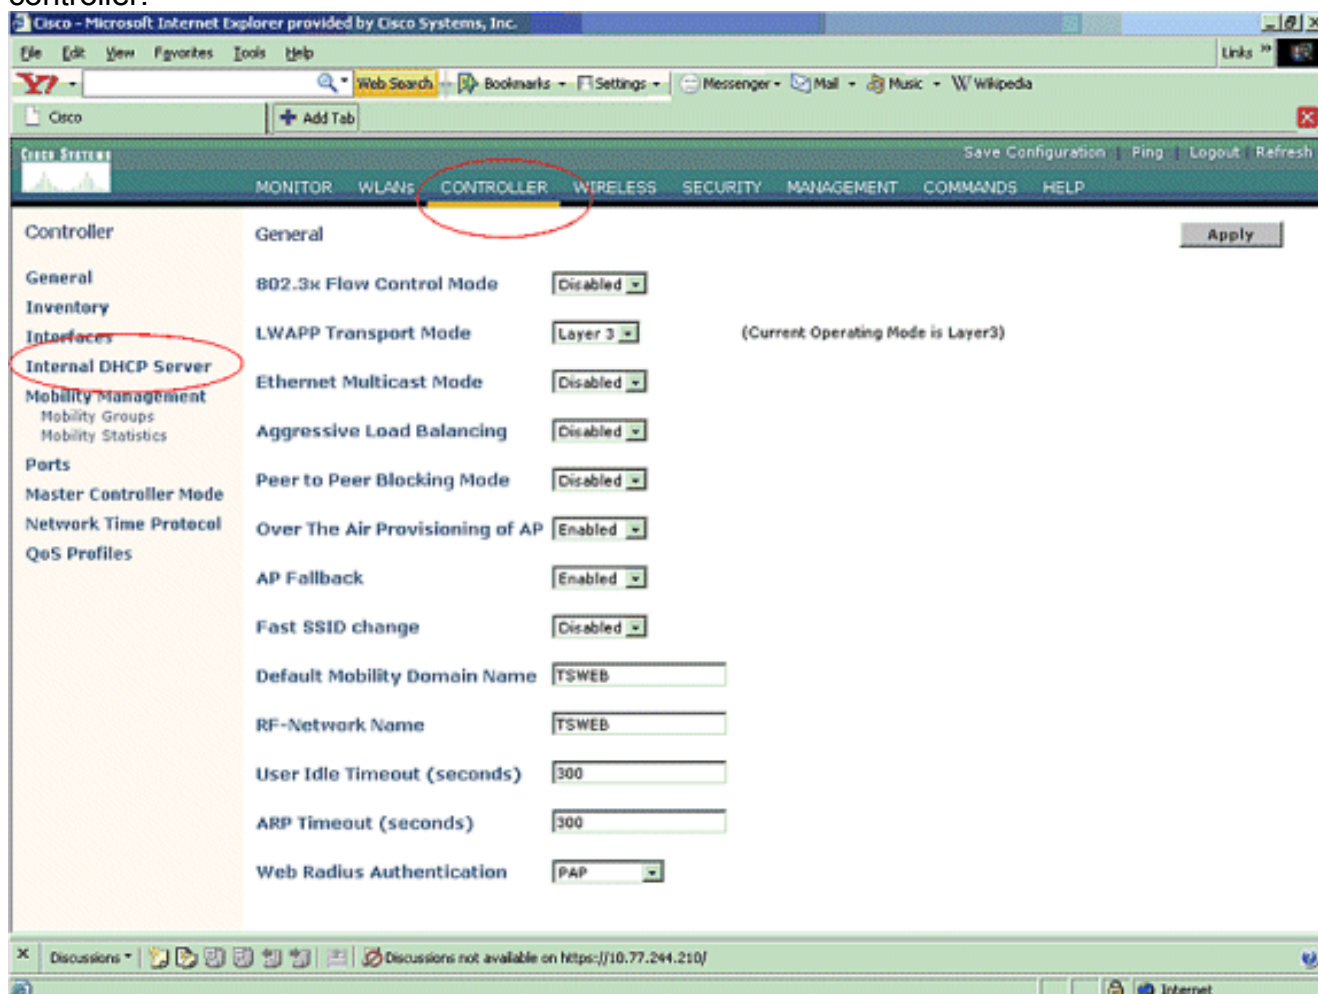 controller.
Cisco - Microsoft Internet Explorer provided by Cisco Systems, Inc.
File Edit View Favorites Tools Help Links »
Y7 - Web Search Bookmarks Settings Messenger Mail Music W Wikipedia
Cisco Add Tab
CISCO SYSTEMS Save Configuration | Ping | Logout | Refresh
MONITOR WLANs CONTROLLER WIRELESS SECURITY MANAGEMENT COMMANDS HELP
Controller
General
Inventory
Interfaces
Internal DHCP Server
Mobility Management
Mobility Groups
Mobility Statistics
Ports
Master Controller Mode
Network Time Protocol
QoS Profiles
General Apply
802.3x Flow Control Mode Disabled
LWAPP Transport Mode Layer 3 (Current Operating Mode is Layer3)
Ethernet Multicast Mode Disabled
Aggressive Load Balancing Disabled
Peer to Peer Blocking Mode Disabled
Over The Air Provisioning of AP Enabled
AP Fallback Enabled
Fast SSID change Disabled
Default Mobility Domain Name TSWEB
RF-Network Name TSWEB
User Idle Timeout (seconds) 300
ARP Timeout (seconds) 300
Web Radius Authentication PAP
Discussions Discussions not available on https://10.77.244.210/
Internet